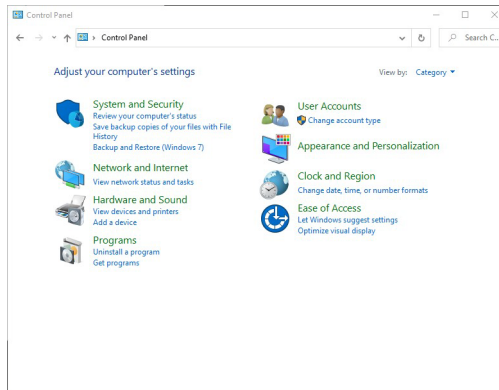 Control Panel
Control Panel
Search C...
Adjust your computer's settings
View by: Category
System and Security
Review your computer's status
Save backup copies of your files with File
History
Backup and Restore (Windows 7)
Network and Internet
View network status and tasks
Hardware and Sound
View devices and printers
Add a device
Programs
Uninstall a program
Get programs
User Accounts
Change account type
Appearance and Personalization
Clock and Region
Change date, time, or number formats
Ease of Access
Let Windows suggest settings
Optimize visual display